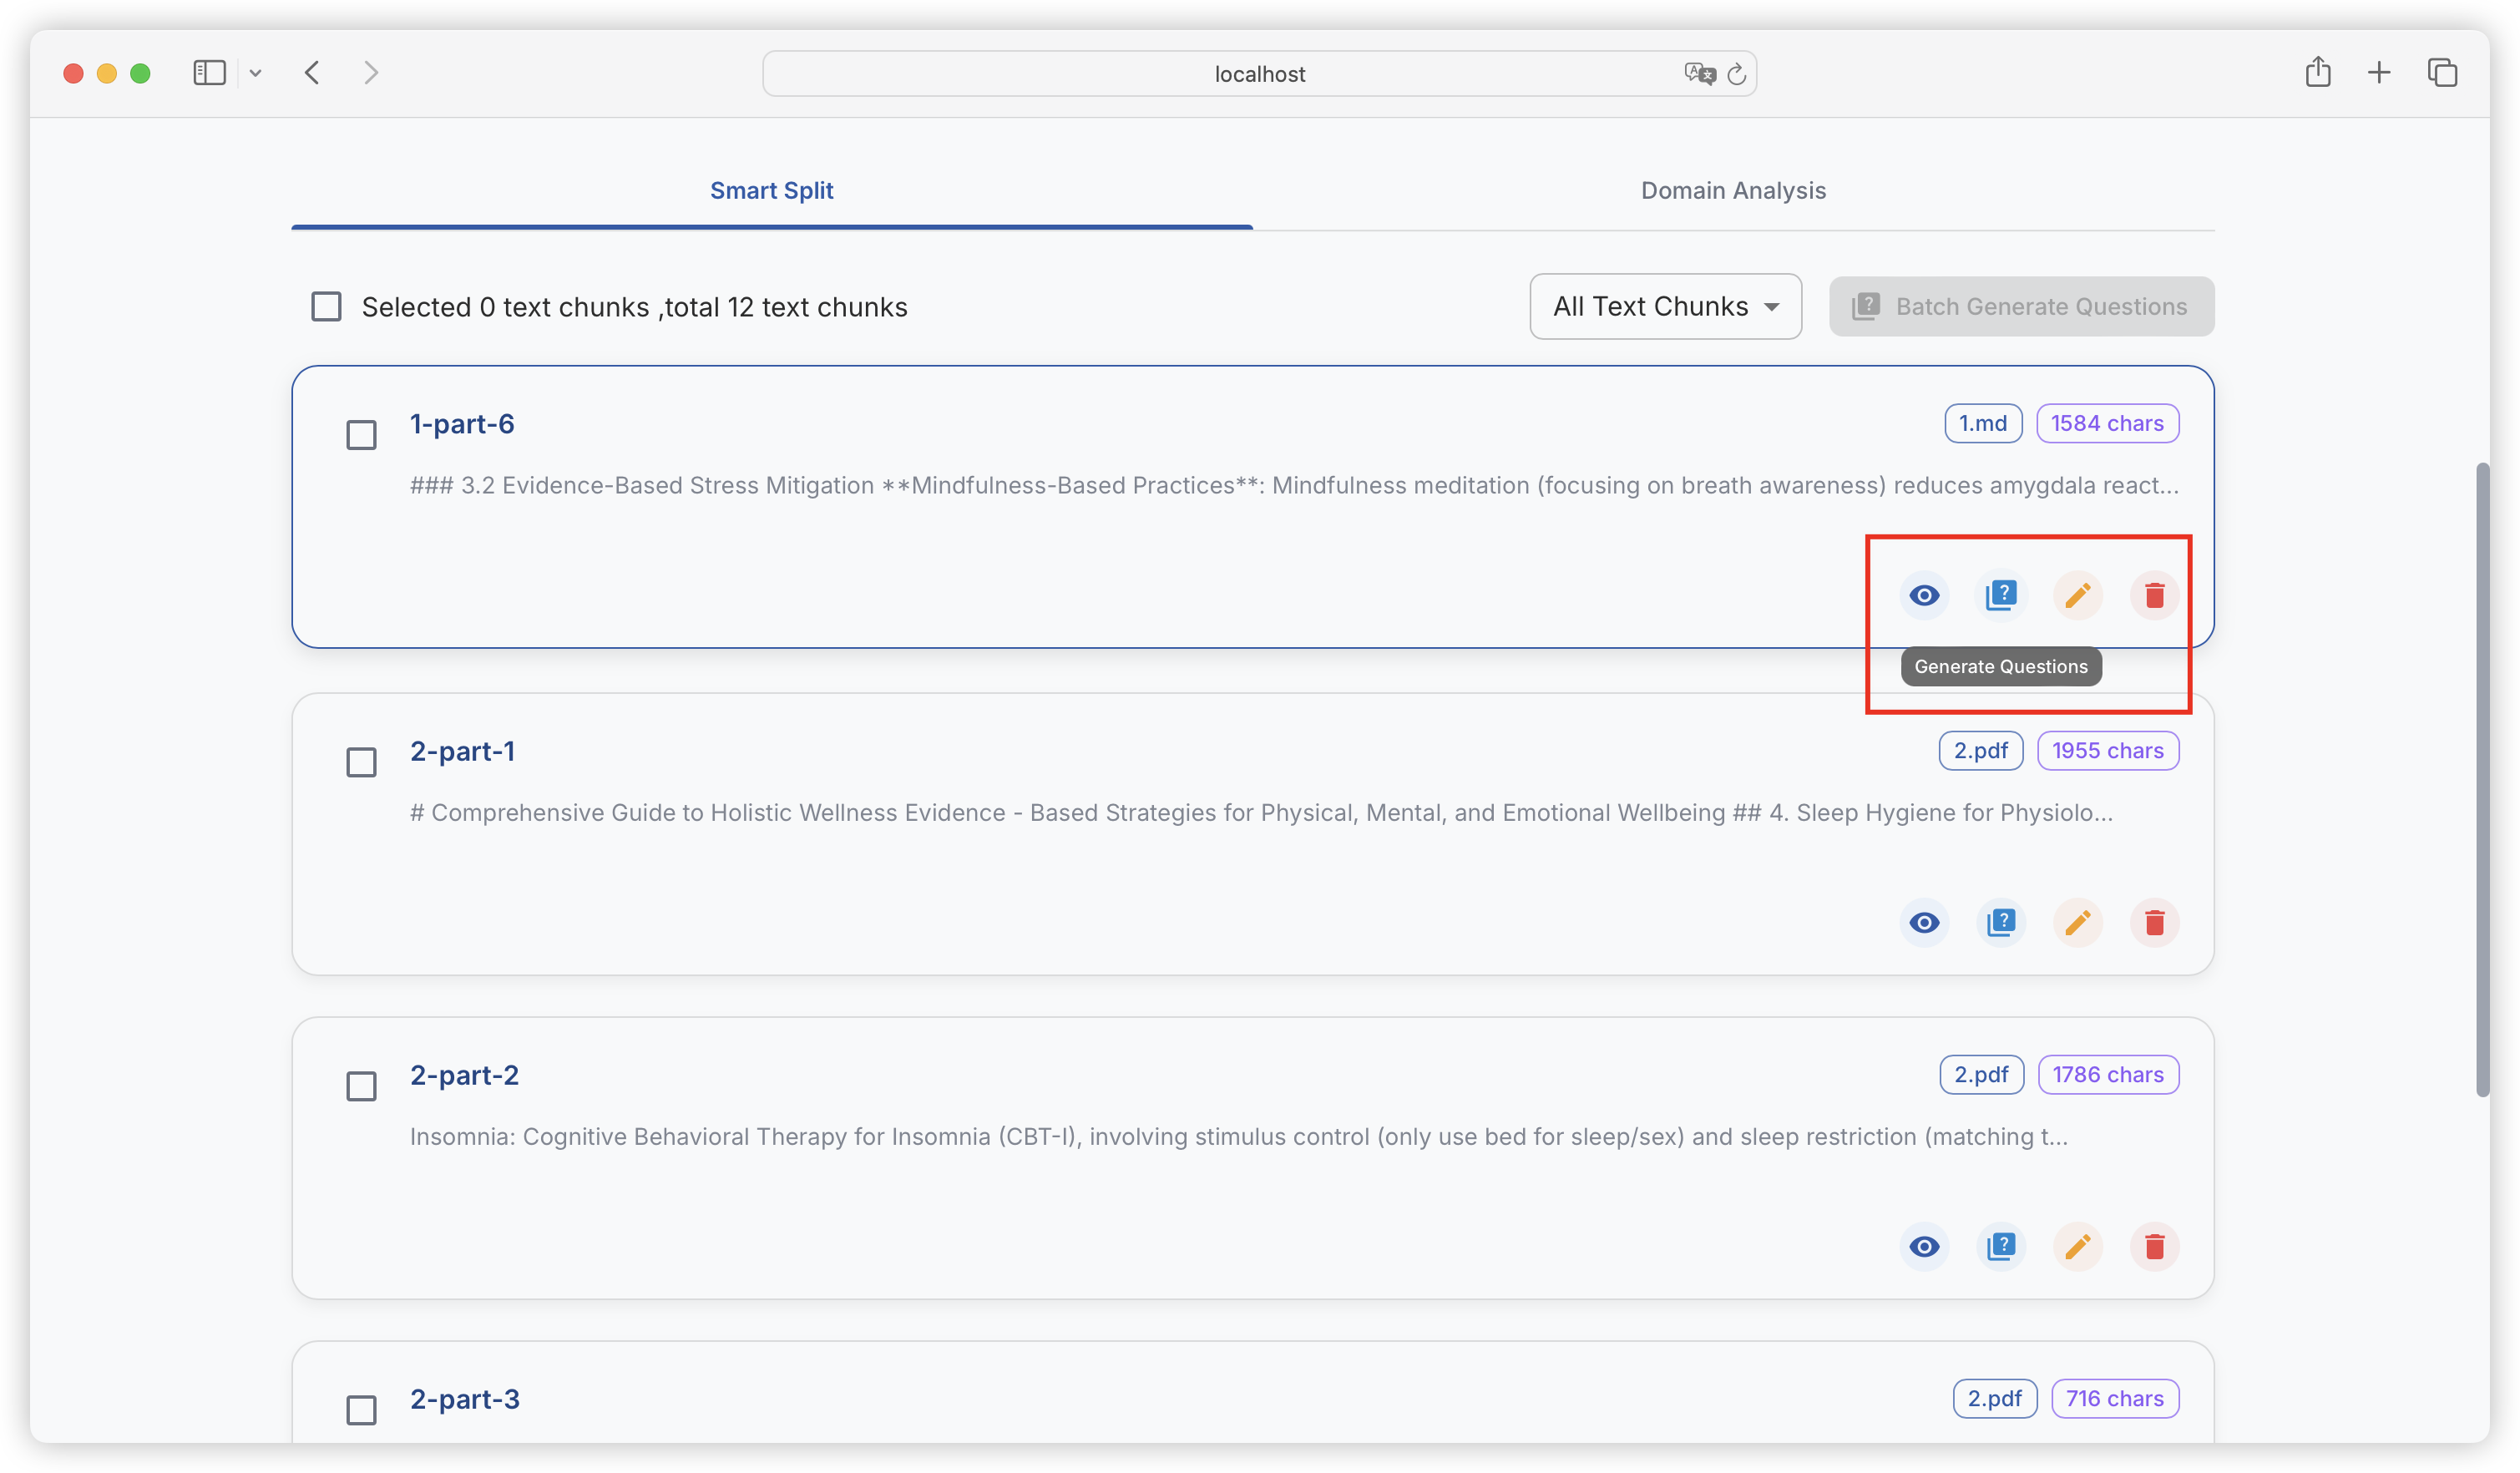 localhost
Smart Split
Domain Analysis
Selected 0 text chunks ,total 12 text chunks
All Text Chunks
Batch Generate Questions
1-part-6
1.md
1584 chars
### 3.2 Evidence-Based Stress Mitigation **Mindfulness-Based Practices**: Mindfulness meditation (focusing on breath awareness) reduces amygdala react...
Generate Questions
2-part-1
2.pdf
1955 chars
# Comprehensive Guide to Holistic Wellness Evidence - Based Strategies for Physical, Mental, and Emotional Wellbeing ## 4. Sleep Hygiene for Physiolo...
2-part-2
2.pdf
1786 chars
Insomnia: Cognitive Behavioral Therapy for Insomnia (CBT-I), involving stimulus control (only use bed for sleep/sex) and sleep restriction (matching t...
2-part-3
2.pdf
716 chars